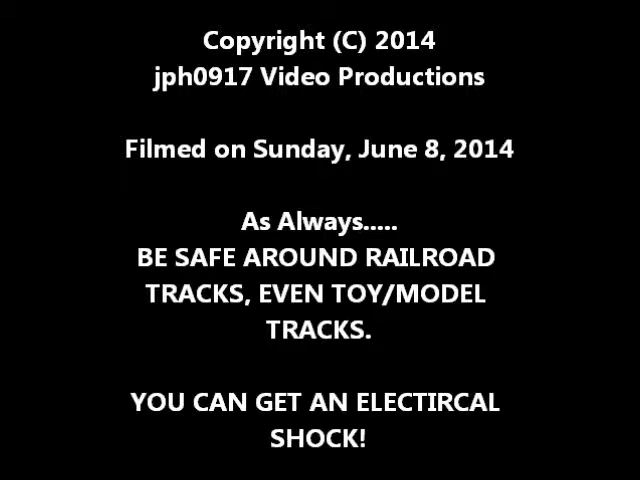 Copyright (C) 2014
jph0917 Video Productions
Filmed on Sunday, June 8, 2014
As Always.....
BE SAFE AROUND RAILROAD
TRACKS, EVEN TOY/MODEL
TRACKS.
YOU CAN GET AN ELECTIRCAL
SHOCK!